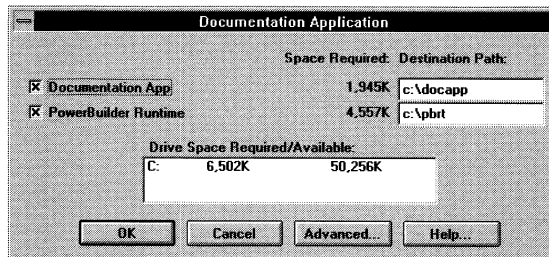 Documentation Application
Space Required: Destination Path:
Documentation App 1,945K c:\docapp
PowerBuilder Runtime 4,557K c:\pbrt
Drive Space Required/Available:
C: 6,502K 50,256K
OK Cancel Advanced... Help...